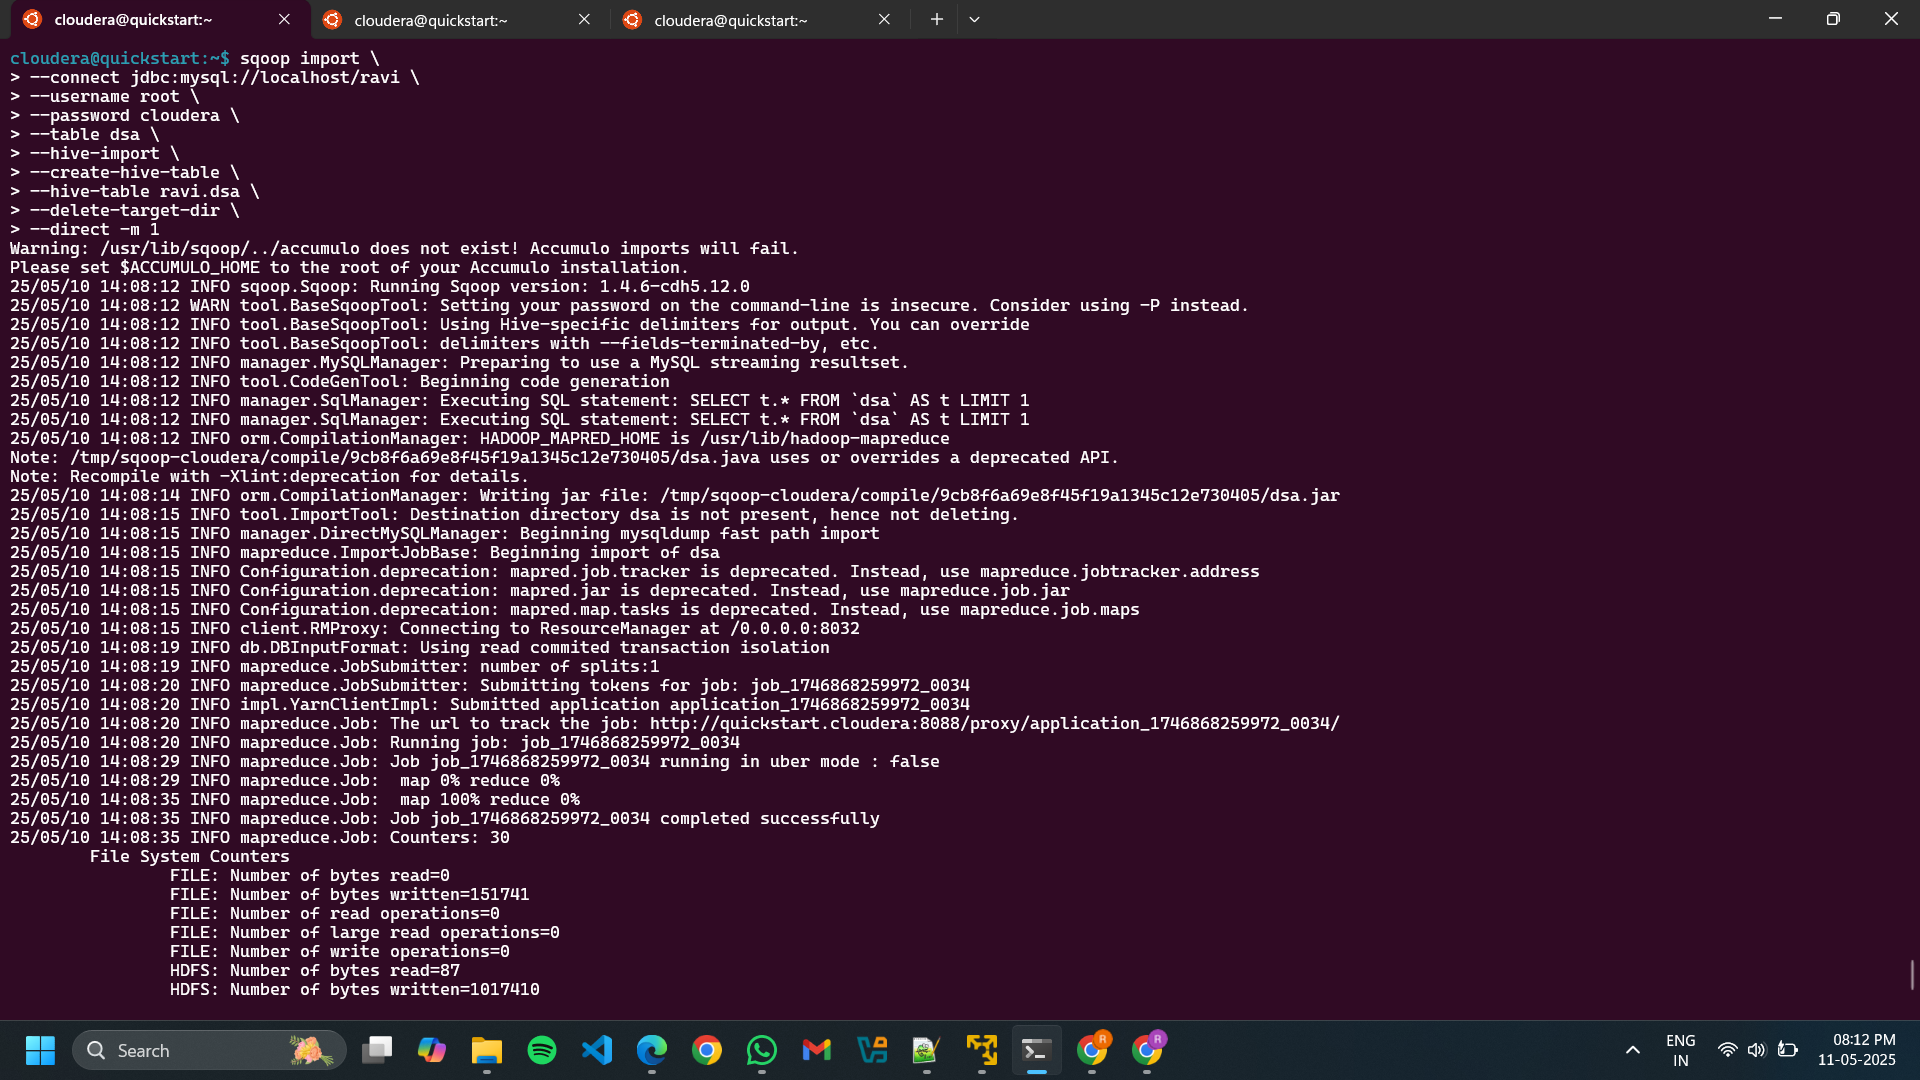 cloudera@quickstart:~
cloudera@quickstart:~
cloudera@quickstart:~
cloudera@quickstart:~$ sqoop import \
> --connect jdbc:mysql://localhost/ravi \
> --username root \
> --password cloudera \
> --table dsa \
> --hive-import \
> --create-hive-table \
> --hive-table ravi.dsa \
> --delete-target-dir \
> --direct -m 1
Warning: /usr/lib/sqoop/../accumulo does not exist! Accumulo imports will fail.
Please set $ACCUMULO_HOME to the root of your Accumulo installation.
25/05/10 14:08:12 INFO sqoop.Sqoop: Running Sqoop version: 1.4.6-cdh5.12.0
25/05/10 14:08:12 WARN tool.BaseSqoopTool: Setting your password on the command-line is insecure. Consider using -P instead.
25/05/10 14:08:12 INFO tool.BaseSqoopTool: Using Hive-specific delimiters for output. You can override
25/05/10 14:08:12 INFO tool.BaseSqoopTool: delimiters with --fields-terminated-by, etc.
25/05/10 14:08:12 INFO manager.MySQLManager: Preparing to use a MySQL streaming resultset.
25/05/10 14:08:12 INFO tool.CodeGenTool: Beginning code generation
25/05/10 14:08:12 INFO manager.SqlManager: Executing SQL statement: SELECT t.* FROM `dsa` AS t LIMIT 1
25/05/10 14:08:12 INFO manager.SqlManager: Executing SQL statement: SELECT t.* FROM `dsa` AS t LIMIT 1
25/05/10 14:08:12 INFO orm.CompilationManager: HADOOP_MAPRED_HOME is /usr/lib/hadoop-mapreduce
Note: /tmp/sqoop-cloudera/compile/9cb8f6a69e8f45f19a1345c12e730405/dsa.java uses or overrides a deprecated API.
Note: Recompile with -Xlint:deprecation for details.
25/05/10 14:08:14 INFO orm.CompilationManager: Writing jar file: /tmp/sqoop-cloudera/compile/9cb8f6a69e8f45f19a1345c12e730405/dsa.jar
25/05/10 14:08:15 INFO tool.ImportTool: Destination directory dsa is not present, hence not deleting.
25/05/10 14:08:15 INFO manager.DirectMySQLManager: Beginning mysqldump fast path import
25/05/10 14:08:15 INFO mapreduce.ImportJobBase: Beginning import of dsa
25/05/10 14:08:15 INFO Configuration.deprecation: mapred.job.tracker is deprecated. Instead, use mapreduce.jobtracker.address
25/05/10 14:08:15 INFO Configuration.deprecation: mapred.jar is deprecated. Instead, use mapreduce.job.jar
25/05/10 14:08:15 INFO Configuration.deprecation: mapred.map.tasks is deprecated. Instead, use mapreduce.job.maps
25/05/10 14:08:15 INFO client.RMProxy: Connecting to ResourceManager at /0.0.0.0:8032
25/05/10 14:08:19 INFO db.DBInputFormat: Using read commited transaction isolation
25/05/10 14:08:19 INFO mapreduce.JobSubmitter: number of splits:1
25/05/10 14:08:20 INFO mapreduce.JobSubmitter: Submitting tokens for job: job_1746868259972_0034
25/05/10 14:08:20 INFO impl.YarnClientImpl: Submitted application application_1746868259972_0034
25/05/10 14:08:20 INFO mapreduce.Job: The url to track the job: http://quickstart.cloudera:8088/proxy/application_1746868259972_0034/
25/05/10 14:08:20 INFO mapreduce.Job: Running job: job_1746868259972_0034
25/05/10 14:08:29 INFO mapreduce.Job: Job job_1746868259972_0034 running in uber mode : false
25/05/10 14:08:29 INFO mapreduce.Job:  map 0% reduce 0%
25/05/10 14:08:35 INFO mapreduce.Job:  map 100% reduce 0%
25/05/10 14:08:35 INFO mapreduce.Job: Job job_1746868259972_0034 completed successfully
25/05/10 14:08:35 INFO mapreduce.Job: Counters: 30
File System Counters
FILE: Number of bytes read=0
FILE: Number of bytes written=151741
FILE: Number of read operations=0
FILE: Number of large read operations=0
FILE: Number of write operations=0
HDFS: Number of bytes read=87
HDFS: Number of bytes written=1017410
Search
R
R
ENG
IN
08:12 PM
11-05-2025